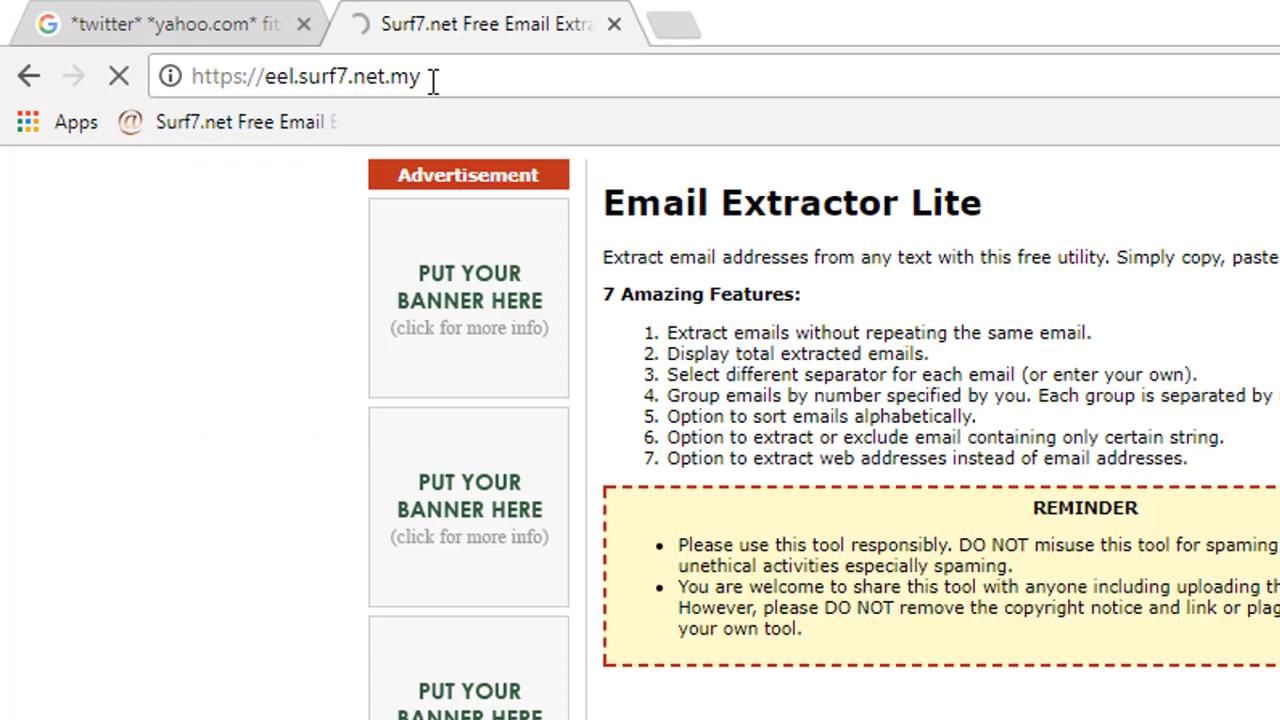 *twitter* *yahoo.com* fit
Surf7.net Free Email Extra
https://eel.surf7.net.my
Apps
Surf7.net Free Email E
Advertisement
PUT YOUR
BANNER HERE
(click for more info)
PUT YOUR
BANNER HERE
(click for more info)
PUT YOUR
BANNER HERE
Email Extractor Lite
Extract email addresses from any text with this free utility. Simply copy, paste
7 Amazing Features:
1. Extract emails without repeating the same email.
2. Display total extracted emails.
3. Select different separator for each email (or enter your own).
4. Group emails by number specified by you. Each group is separated by
5. Option to sort emails alphabetically.
6. Option to extract or exclude email containing only certain string.
7. Option to extract web addresses instead of email addresses.
REMINDER
• Please use this tool responsibly. DO NOT misuse this tool for spaming
unethical activities especially spaming.
• You are welcome to share this tool with anyone including uploading th
However, please DO NOT remove the copyright notice and link or plag
your own tool.